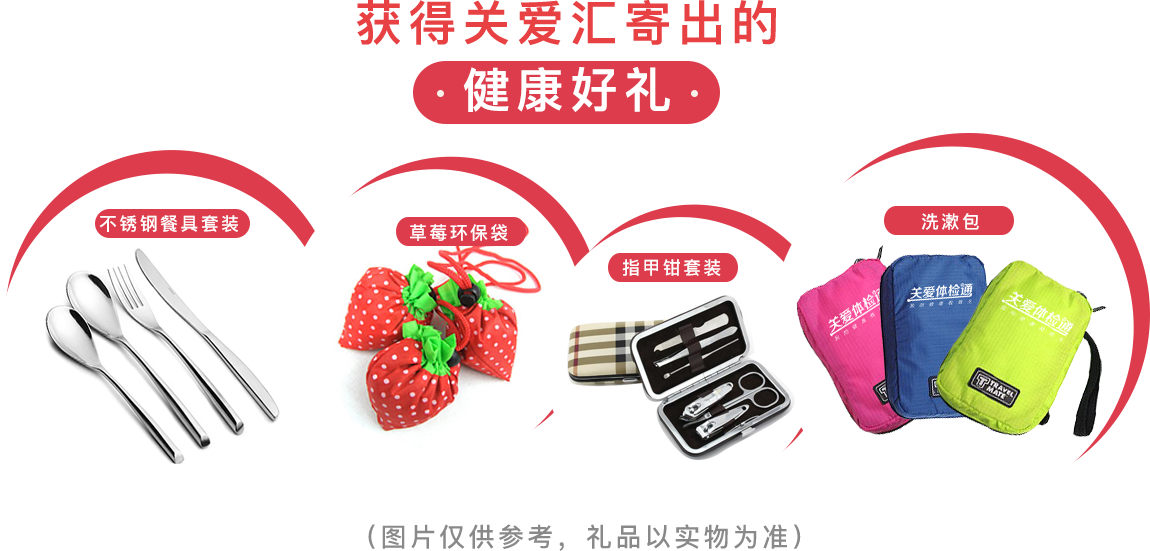 获得关爱汇寄出的
·健康好礼·
不锈钢餐具套装
草莓环保袋
指甲钳套装
洗漱包
关爱体检通
关爱体检通
关爱体检通
TRAVEL
MATE
(图片仅供参考，礼品以实物为准)